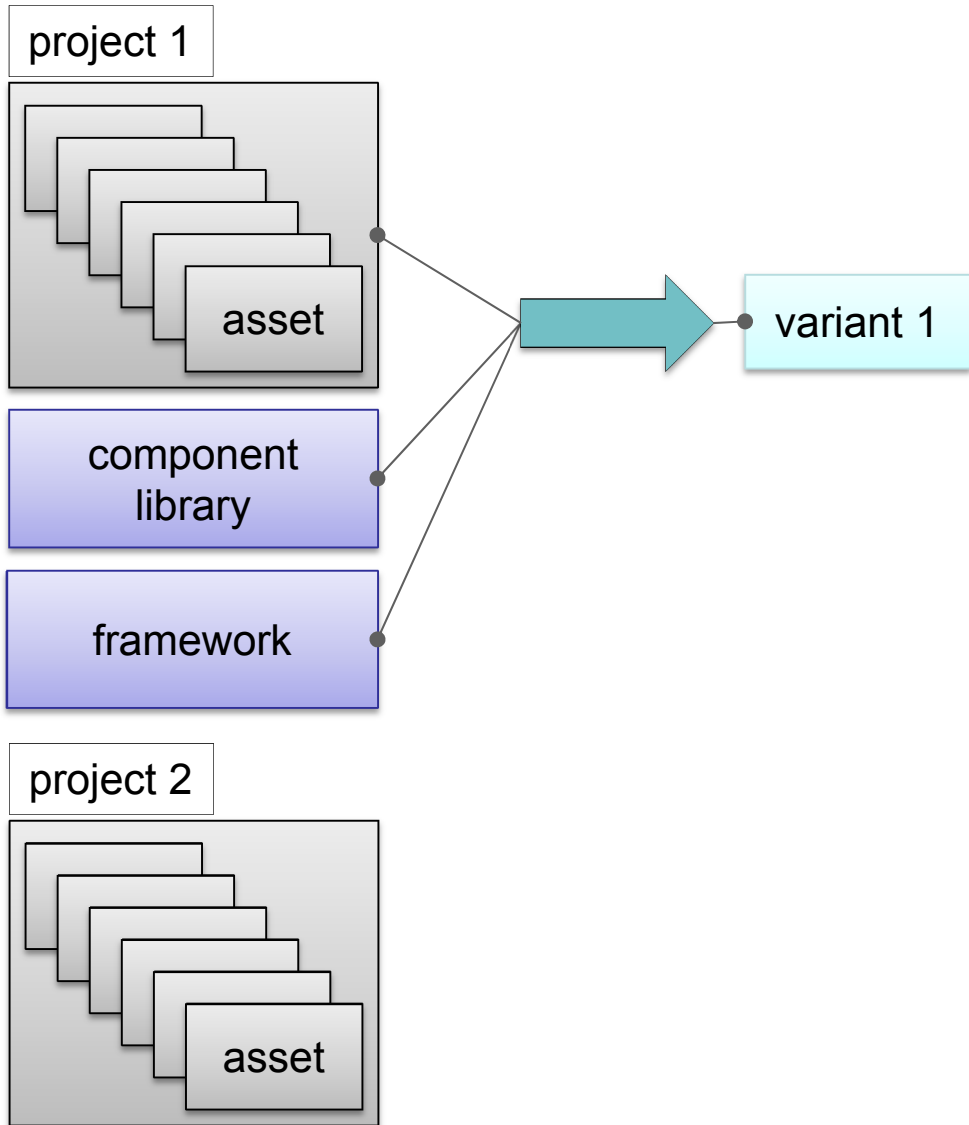 project 1
asset
variant 1
component
library
framework
project 2
asset